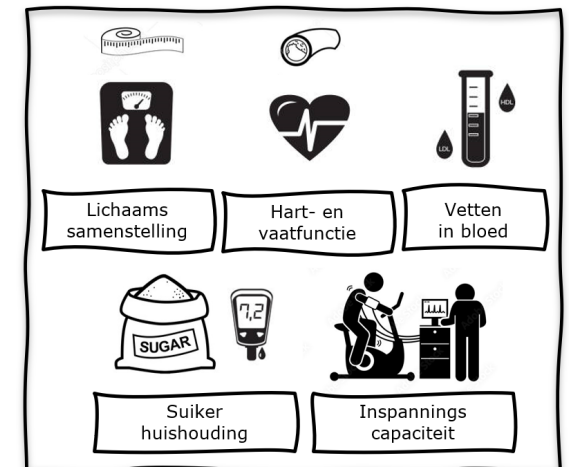 HDL
LDL
Lichaams
samenstelling
Hart- en
vaatfunctie
Vetten
in bloed
SUGAR
7,2
Suiker
huishouding
Inspannings
capaciteit